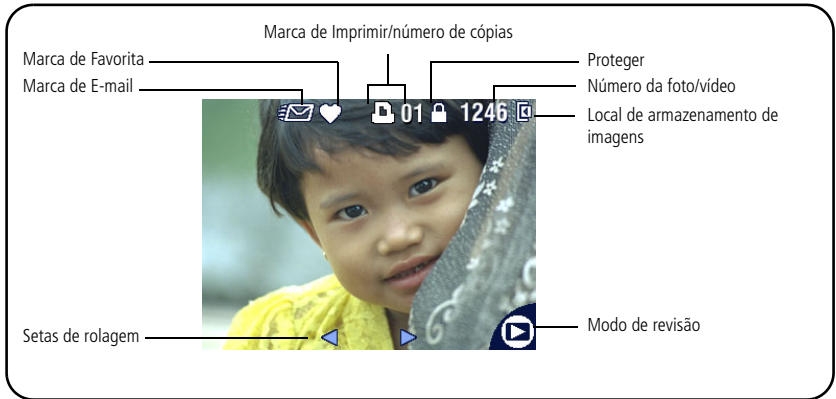 Marca de Imprimir/número de cópias
Marca de Favorita
Marca de E-mail
Proteger
Número da foto/vídeo
Local de armazenamento de
imagens
01 1246
Setas de rolagem
Modo de revisão